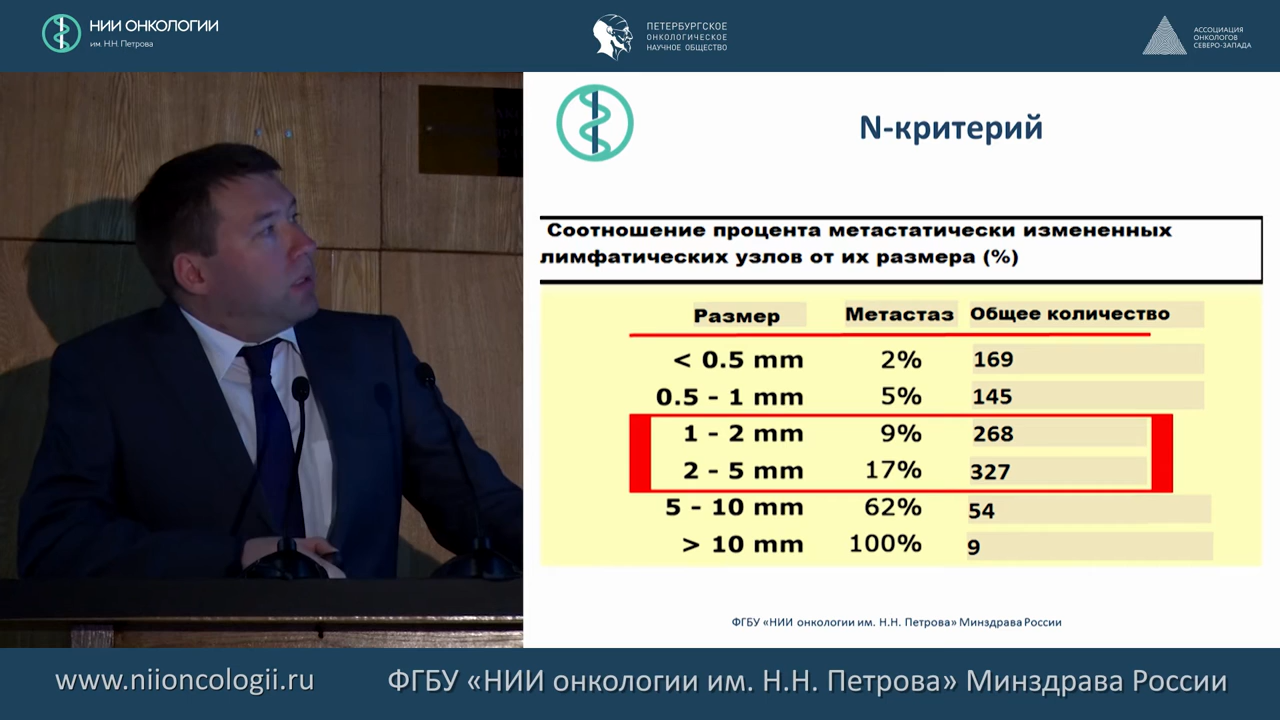 НИИ ОНКОЛОГИИ
им. Н.Н. Петрова
ПЕТЕРБУРГСКОЕ
ОНКОЛОГИЧЕСКОЕ
НАУЧНОЕ ОБЩЕСТВО
АССОЦИАЦИЯ
ОНКОЛОГОВ
СЕВЕРО-ЗАПАДА
N-критерий
Соотношение процента метастатически измененных
лимфатических узлов от их размера (%)
Размер Метастаз Общее количество
< 0.5 mm 2% 169
0.5 - 1 mm 5% 145
1 - 2 mm 9% 268
2 - 5 mm 17% 327
5 - 10 mm 62% 54
> 10 mm 100% 9
ФГБУ «НИИ онкологии им. Н.Н. Петрова» Минздрава России
www.niioncologii.ru ФГБУ «НИИ онкологии им. Н.Н. Петрова» Минздрава России